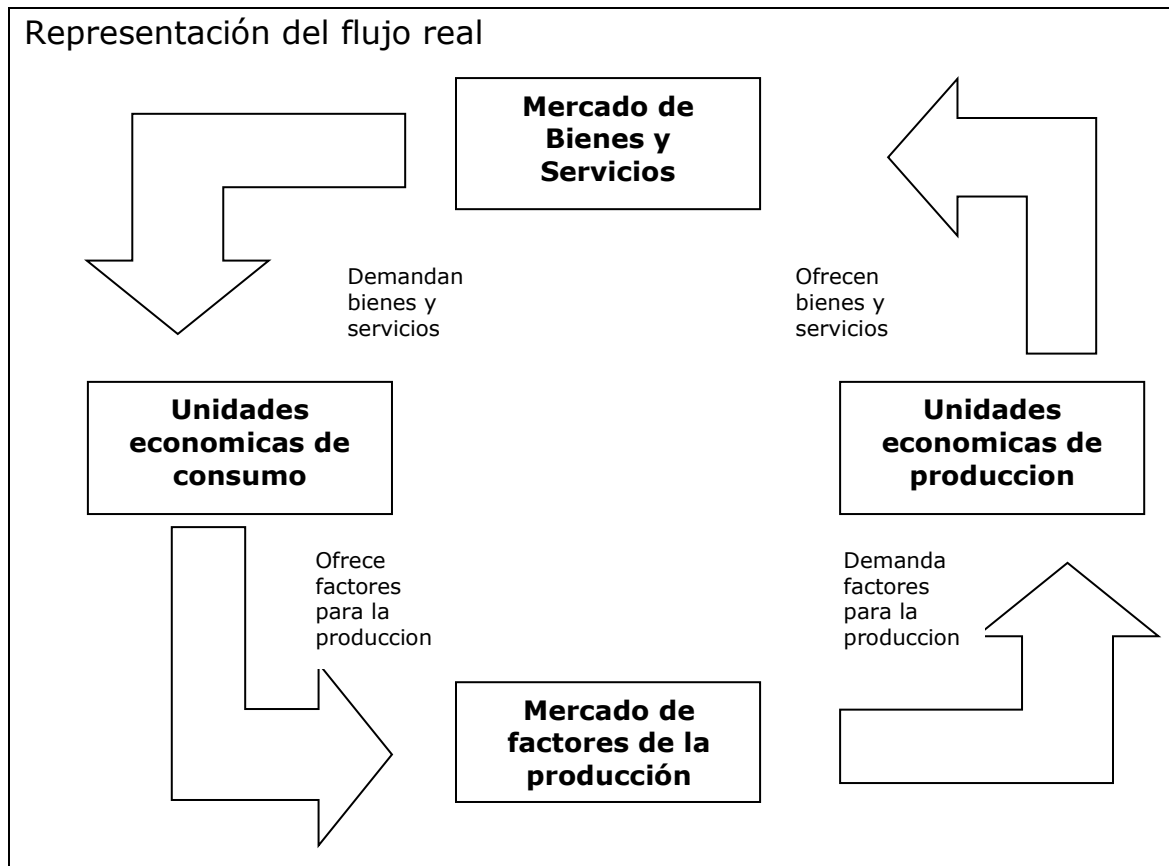 Representación del flujo real
Mercado de
Bienes y
Servicios
Demandan
bienes y
servicios
Ofrecen
bienes y
servicios
Unidades
economicas de
consumo
Unidades
economicas de
produccion
Ofrece
factores
para la
produccion
Demanda
factores
para la
produccion
Mercado de
factores de la
producción